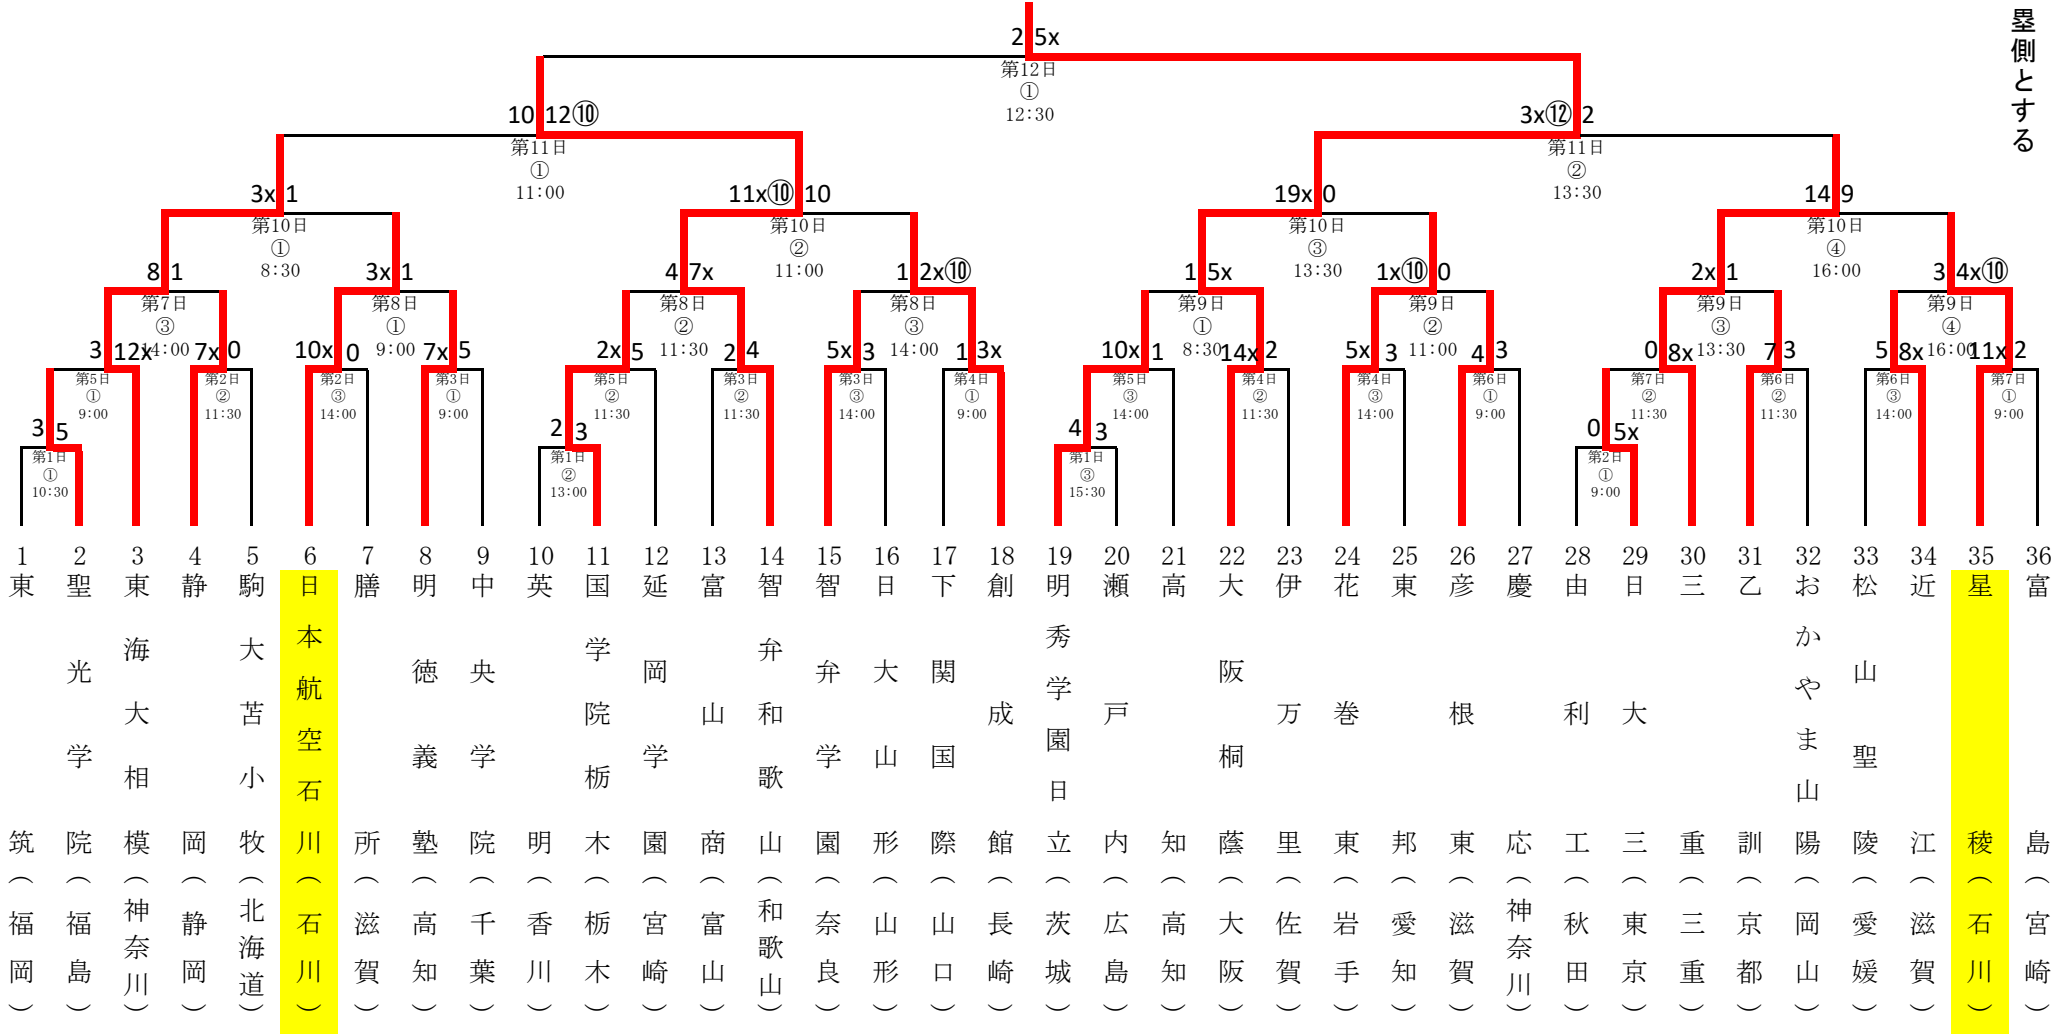 塁側とする
2 5x
第12日
①
12:30
10 12⑩
第11日
①
11:00
3x⑫ 2
第11日
②
13:30
3x 1
第10日
①
8:30
11x⑩ 10
第10日
②
11:00
19x 0
第10日
③
13:30
14 9
第10日
④
16:00
8 1
第7日
③
14:00
3x 1
第8日
①
9:00
4 7x
第8日
②
11:30
1 2x⑩
第8日
③
14:00
1 5x
第9日
①
8:30
1x⑩ 0
第9日
②
11:00
2x 1
第9日
③
13:30
3 4x⑩
第9日
④
16:00
3 12x
第5日
①
9:00
7x 0
第2日
②
11:30
10x 0
第2日
③
14:00
7x 5
第3日
①
9:00
2x 5
第5日
②
11:30
2 4
第3日
②
11:30
5x 3
第3日
③
14:00
1 3x
第4日
①
9:00
10x 1
第5日
③
14:00
14x 2
第4日
②
11:30
5x 3
第4日
③
14:00
4 3
第6日
①
9:00
0 8x
第7日
②
11:30
7 3
第6日
②
11:30
5 8x
第6日
③
14:00
11x 2
第7日
①
9:00
3 5
第1日
①
10:30
2 3
第1日
②
13:00
4 3
第1日
③
15:30
0 5x
第2日
①
9:00
1 東筑(福岡)
2 聖光学院(福島)
3 東海大相模(神奈川)
4 静岡(静岡)
5 駒大苫小牧(北海道)
6 日本航空石川(石川)
7 膳所(滋賀)
8 明徳義塾(高知)
9 中央学院(千葉)
10 英明(香川)
11 国学院栃木(栃木)
12 延岡学園(宮崎)
13 富山商(富山)
14 智弁和歌山(和歌山)
15 智弁学園(奈良)
16 日大山形(山形)
17 下関国際(山口)
18 創成館(長崎)
19 明秀学園日立(茨城)
20 瀬戸内(広島)
21 高知(高知)
22 大阪桐蔭(大阪)
23 伊万里(佐賀)
24 花巻東(岩手)
25 東邦(愛知)
26 彦根東(滋賀)
27 慶応(神奈川)
28 由利工(秋田)
29 日大三(東京)
30 三重(三重)
31 乙訓(京都)
32 おかやま山陽(岡山)
33 松山聖陵(愛媛)
34 近江(滋賀)
35 星稜(石川)
36 富島(宮崎)